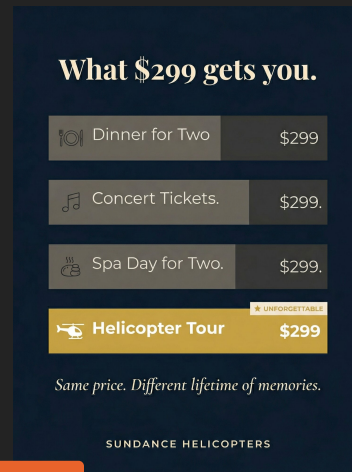 What $299 gets you.
Dinner for Two $299
Concert Tickets. $299.
Spa Day for Two. $299.
★ UNFORGETTABLE
Helicopter Tour $299
Same price. Different lifetime of memories.
SUNDANCE HELICOPTERS